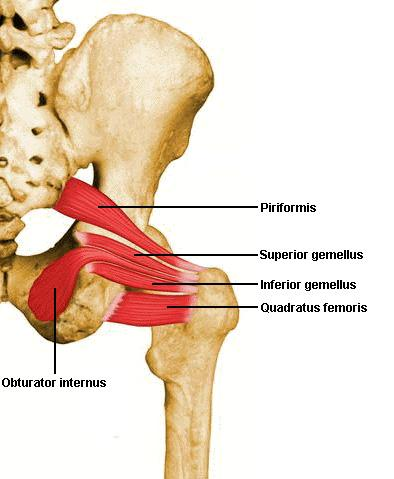 Piriformis
Superior gemellus
Inferior gemellus
Quadratus femoris
Obturator internus